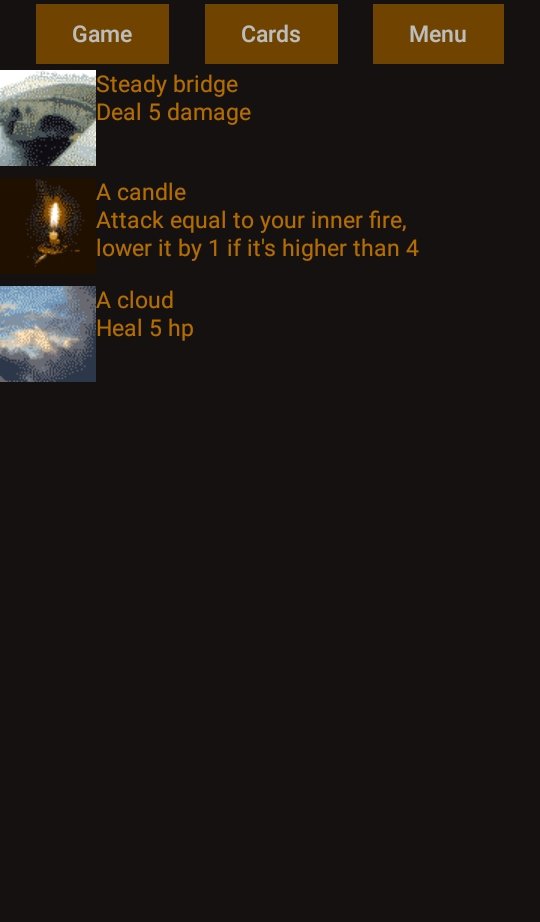 Game Cards Menu
Steady bridge
Deal 5 damage
A candle
Attack equal to your inner fire,
lower it by 1 if it's higher than 4
A cloud
Heal 5 hp